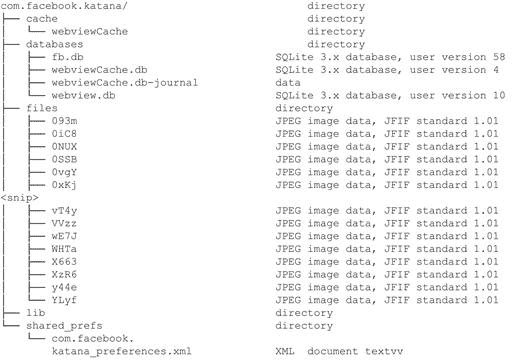 com.facebook.katana/ directory
├── cache directory
│   └── webviewCache directory
├── databases directory
│   ├── fb.db SQLite 3.x database, user version 58
│   ├── webviewCache.db SQLite 3.x database, user version 4
│   ├── webviewCache.db-journal data
│   └── webview.db SQLite 3.x database, user version 10
├── files directory
│   ├── 093m JPEG image data, JFIF standard 1.01
│   ├── 0iC8 JPEG image data, JFIF standard 1.01
│   ├── 0NUX JPEG image data, JFIF standard 1.01
│   ├── 0SSB JPEG image data, JFIF standard 1.01
│   ├── 0vgY JPEG image data, JFIF standard 1.01
│   ├── 0xKj JPEG image data, JFIF standard 1.01
<snip>
│   ├── vT4y JPEG image data, JFIF standard 1.01
│   ├── VVzz JPEG image data, JFIF standard 1.01
│   ├── wE7J JPEG image data, JFIF standard 1.01
│   ├── WHTa JPEG image data, JFIF standard 1.01
│   ├── X663 JPEG image data, JFIF standard 1.01
│   ├── XzR6 JPEG image data, JFIF standard 1.01
│   ├── y44e JPEG image data, JFIF standard 1.01
│   └── YLyf JPEG image data, JFIF standard 1.01
├── lib directory
└── shared_prefs directory
    └── com.facebook.
        katana_preferences.xml XML document textvv